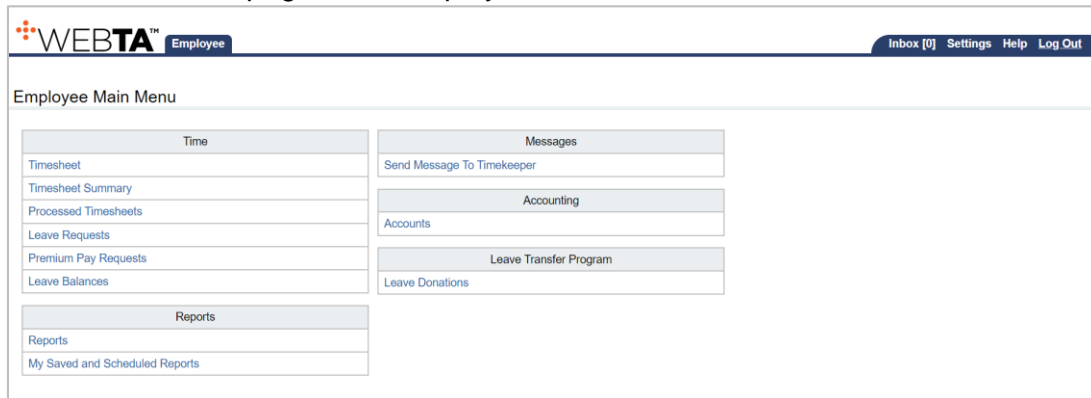 WEBTA™ Employee Inbox [0] Settings Help Log Out
Employee Main Menu
Time
Timesheet
Timesheet Summary
Processed Timesheets
Leave Requests
Premium Pay Requests
Leave Balances
Reports
Reports
My Saved and Scheduled Reports
Messages
Send Message To Timekeeper
Accounting
Accounts
Leave Transfer Program
Leave Donations